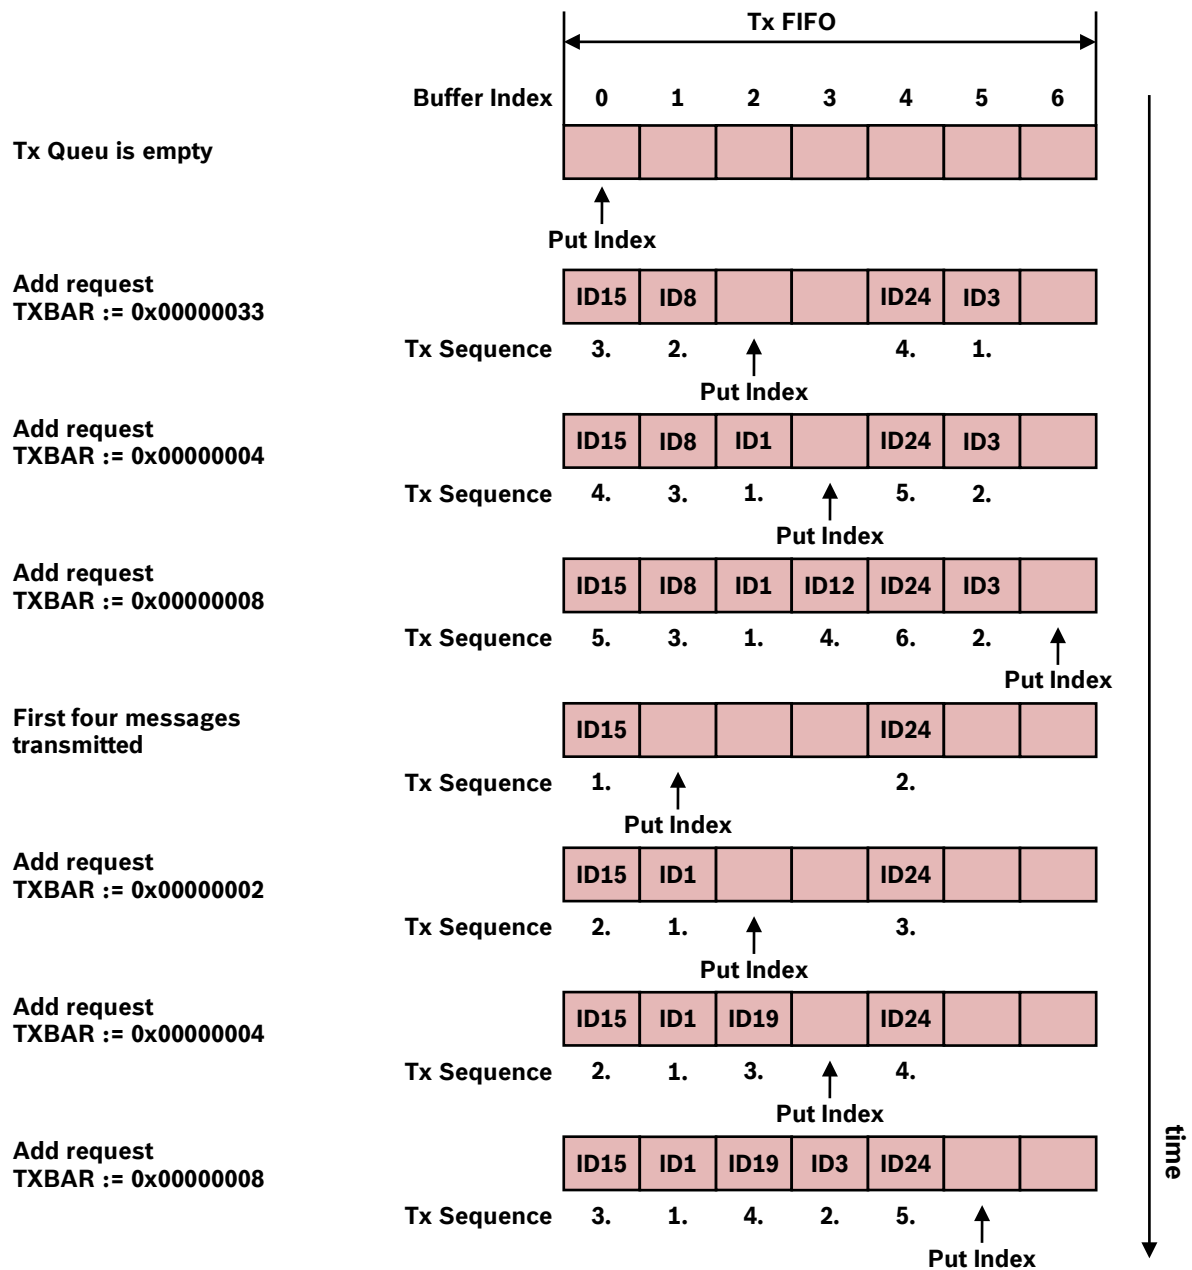 Tx FIFO
Buffer Index 0 1 2 3 4 5 6
Tx Queu is empty
Put Index
Add request
TXBAR := 0x00000033
ID15 ID8 ID24 ID3
Tx Sequence 3. 2. 4. 1.
Put Index
Add request
TXBAR := 0x00000004
ID15 ID8 ID1 ID24 ID3
Tx Sequence 4. 3. 1. 5. 2.
Put Index
Add request
TXBAR := 0x00000008
ID15 ID8 ID1 ID12 ID24 ID3
Tx Sequence 5. 3. 1. 4. 6. 2.
Put Index
First four messages
transmitted
ID15 ID24
Tx Sequence 1. 2.
Put Index
Add request
TXBAR := 0x00000002
ID15 ID1 ID24
Tx Sequence 2. 1. 3.
Put Index
Add request
TXBAR := 0x00000004
ID15 ID1 ID19 ID24
Tx Sequence 2. 1. 3. 4.
Put Index
Add request
TXBAR := 0x00000008
ID15 ID1 ID19 ID3 ID24
Tx Sequence 3. 1. 4. 2. 5.
Put Index
time